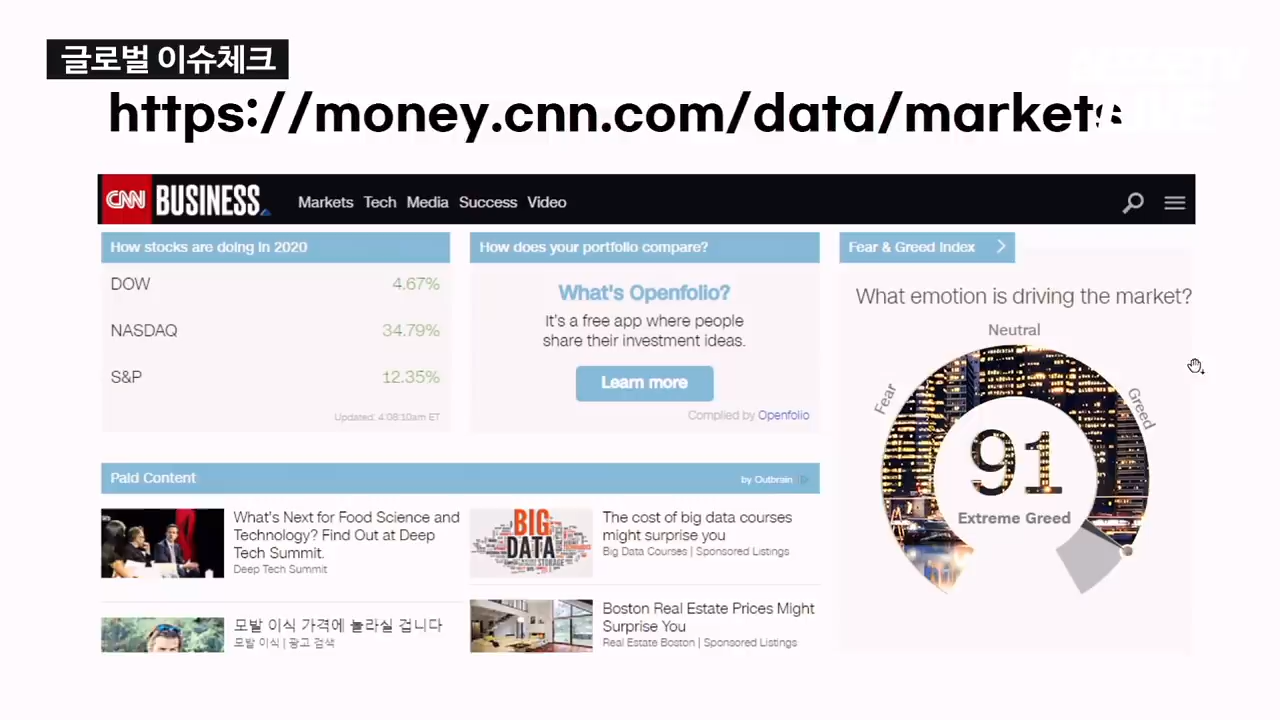 글로벌 이슈체크
https://money.cnn.com/data/markets
CNN BUSINESS
Markets Tech Media Success Video
How stocks are doing in 2020
DOW 4.67%
NASDAQ 34.79%
S&P 12.35%
Updated: 4:08:10am ET
How does your portfolio compare?
What's Openfolio?
It's a free app where people
share their investment ideas.
Learn more
Compiled by Openfolio
Fear & Greed Index
What emotion is driving the market?
Neutral
Fear
Greed
91
Extreme Greed
Paid Content
by Outbrain
What's Next for Food Science and
Technology? Find Out at Deep
Tech Summit.
Deep Tech Summit
BIG
DATA
The cost of big data courses
might surprise you
Big Data Courses | Sponsored Listings
모발 이식 가격에 놀라실 겁니다
모발 이식 | 광고 검색
Boston Real Estate Prices Might
Surprise You
Real Estate Boston | Sponsored Listings